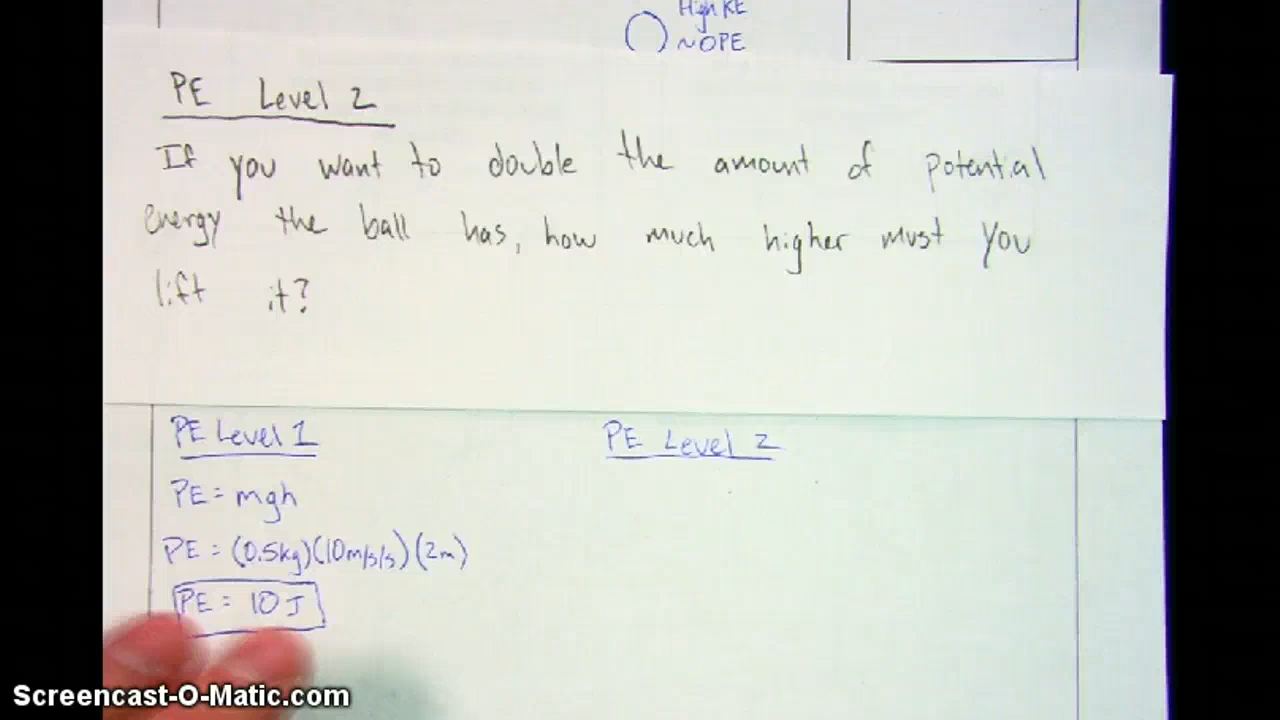 High KE
NO PE
PE Level 2
If you want to double the amount of potential
energy the ball has, how much higher must you
lift it?
PE Level 1
PE Level 2
PE = mgh
PE = (0.5kg)(10m/s/s)(2m)
PE = 10 J
Screencast-O-Matic.com